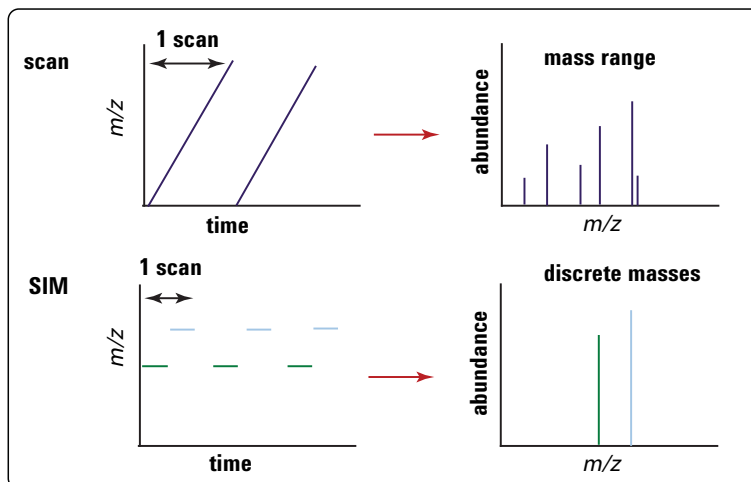 1 scan
scan
m/z
time
mass range
abundance
m/z
1 scan
SIM
m/z
time
discrete masses
abundance
m/z